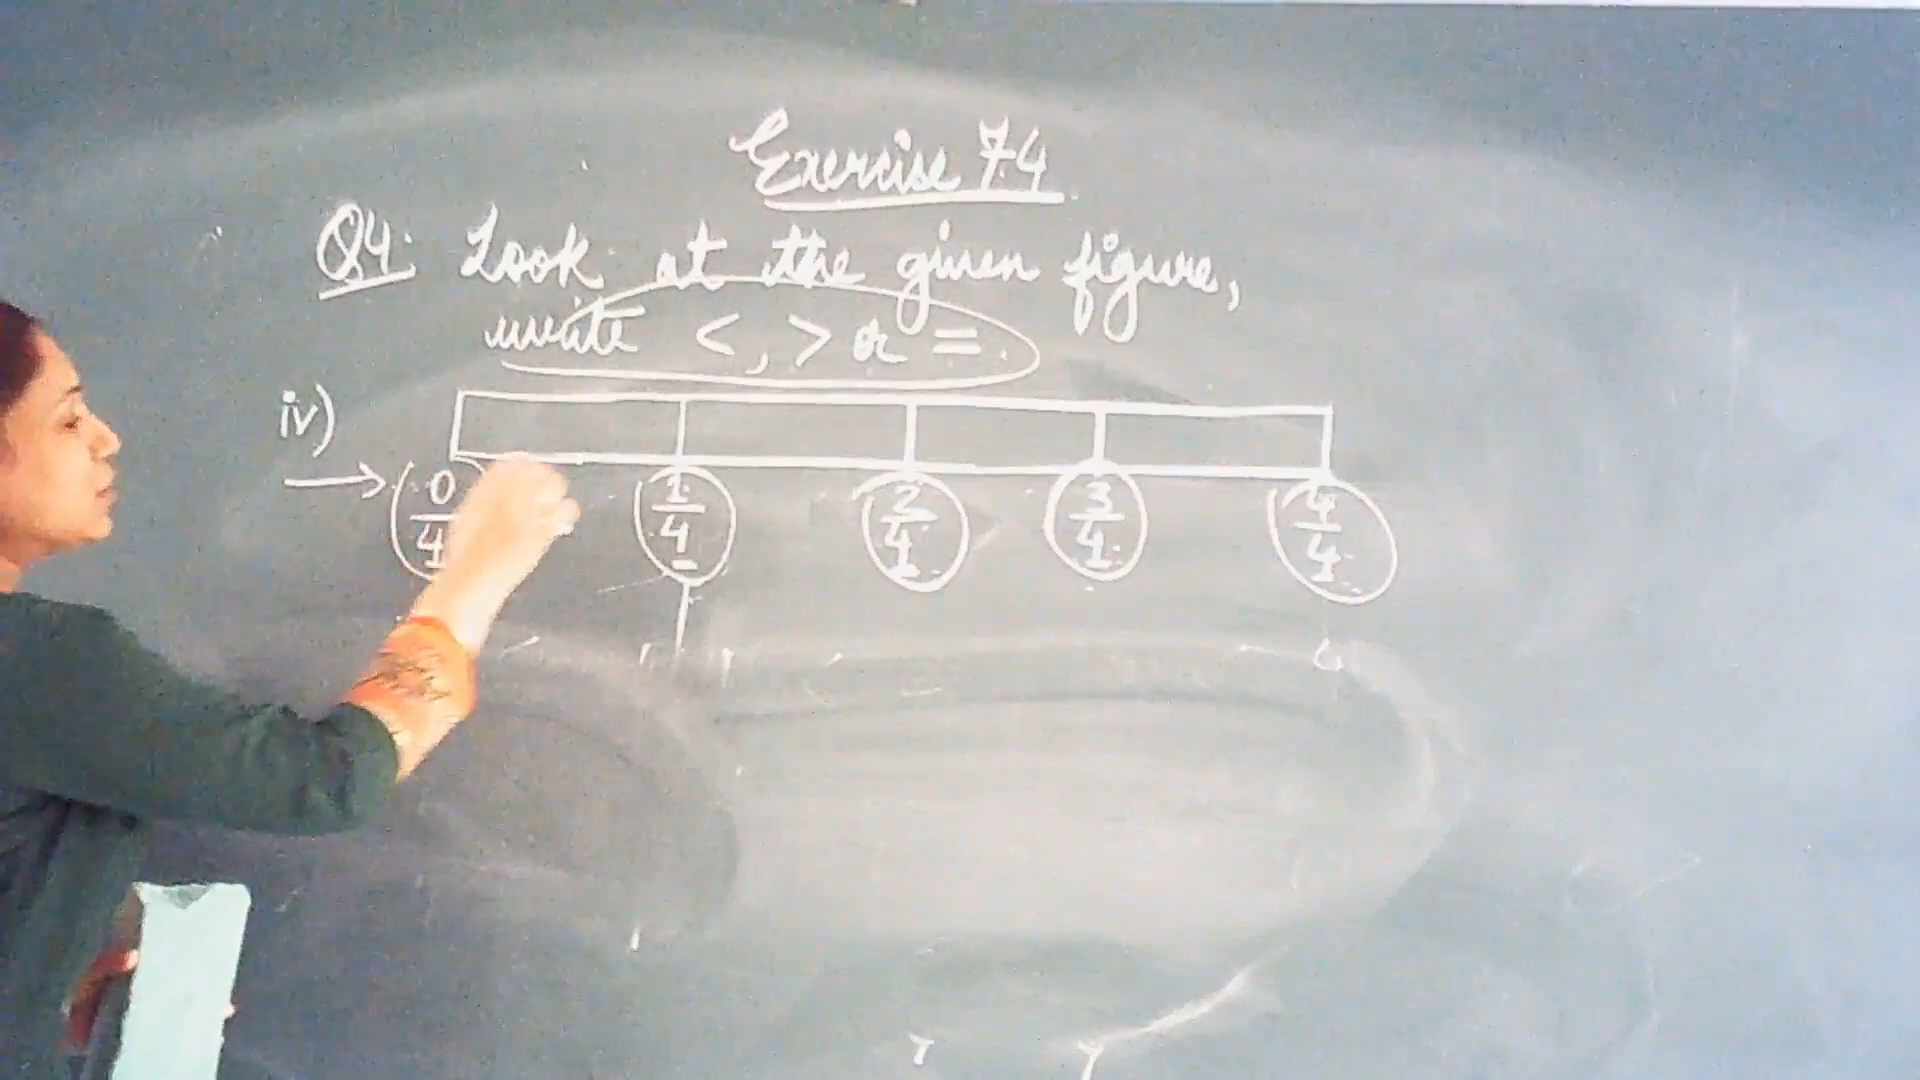 Exercise 7.4
Q4. Look at the given figure,
write <, > or =.
iv)
0/4 1/4 2/4 3/4 4/4